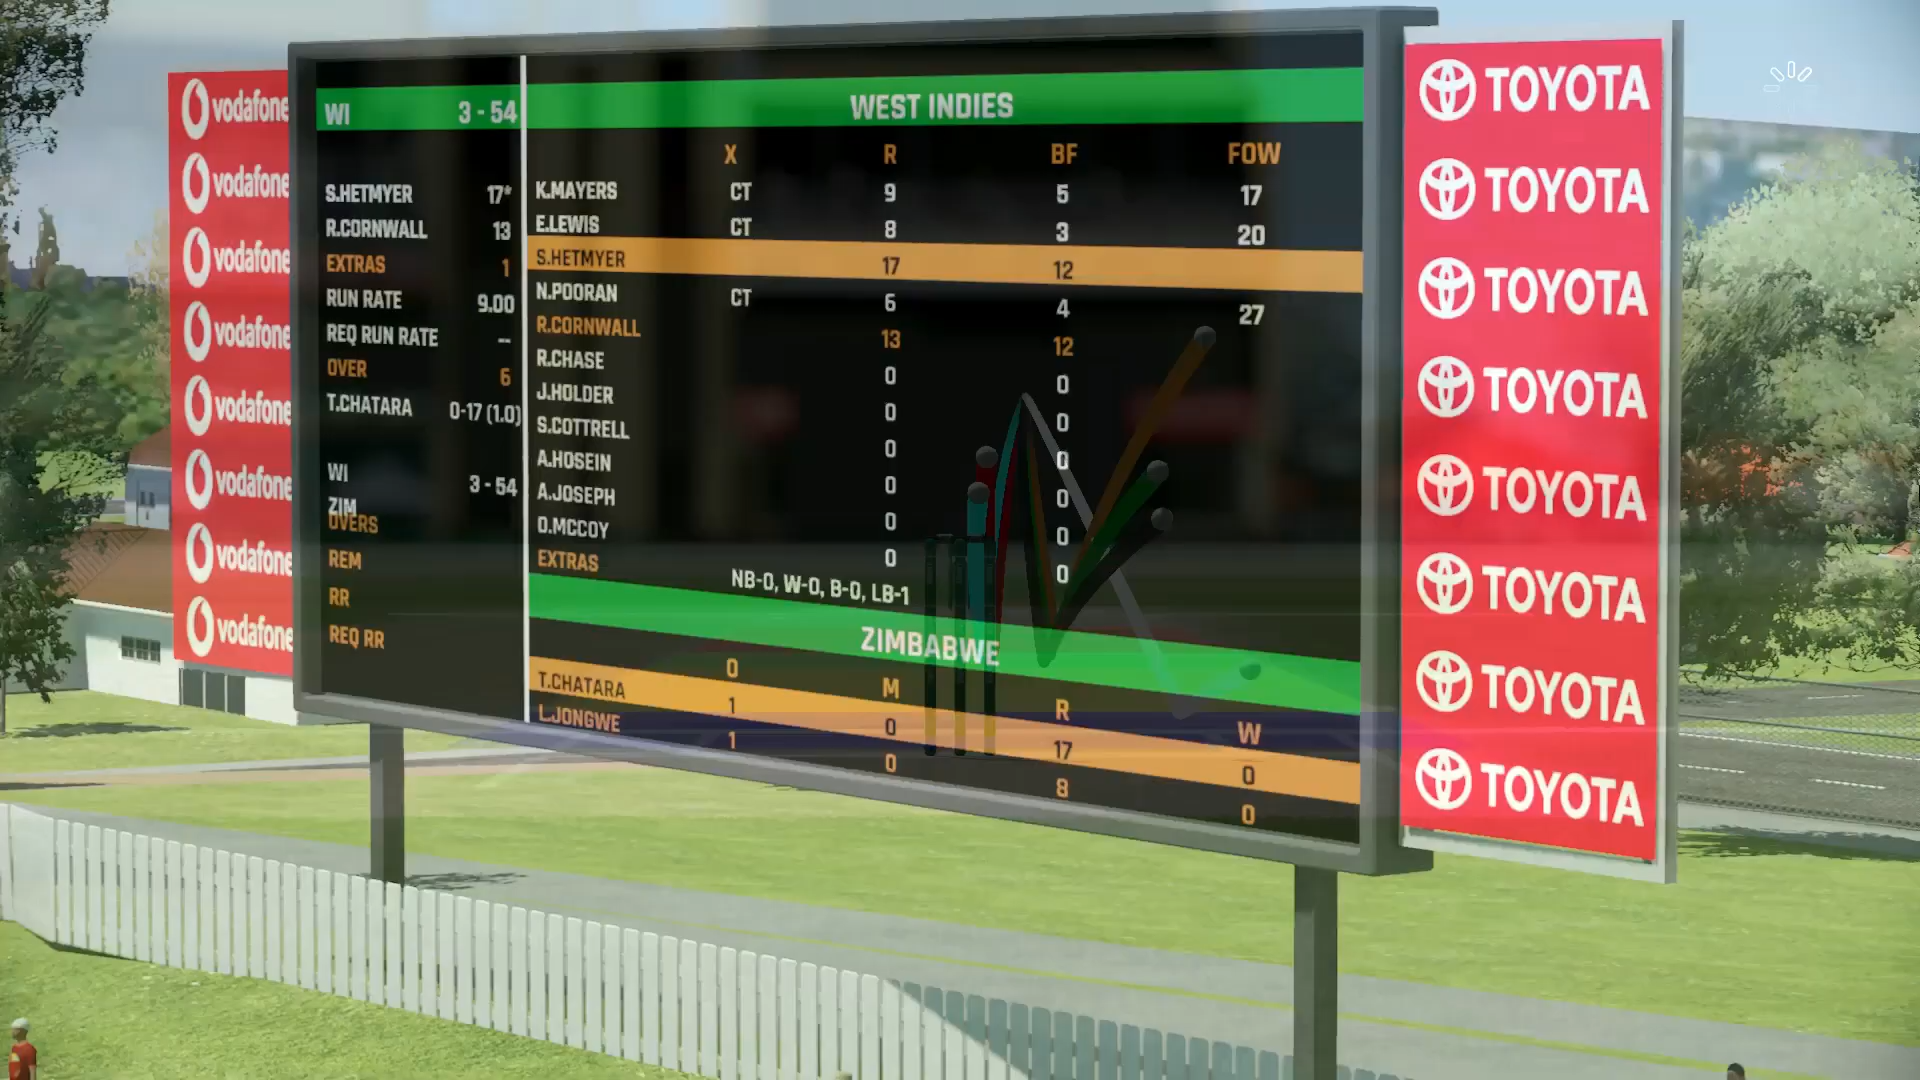 vodafone
vodafone
vodafone
vodafone
vodafone
vodafone
vodafone
vodafone
WI 3 - 54
S.HETMYER 17*
R.CORNWALL 13
EXTRAS 1
RUN RATE 9.00
REQ RUN RATE --
OVER 6
T.CHATARA 0-17 (1.0)
WI 3 - 54
ZIM
OVERS
REM
RR
REQ RR
WEST INDIES
X R BF FOW
K.MAYERS CT 9 5 17
E.LEWIS CT 8 3 20
S.HETMYER 17 12
N.POORAN CT 6 4 27
R.CORNWALL 13 12
R.CHASE 0 0
J.HOLDER 0 0
S.COTTRELL 0 0
A.HOSEIN 0 0
A.JOSEPH 0 0
O.MCCOY 0 0
EXTRAS NB-0, W-0, B-0, LB-1
ZIMBABWE
O M R W
T.CHATARA 1 0 17 0
L.JONGWE 1 0 8 0
TOYOTA
TOYOTA
TOYOTA
TOYOTA
TOYOTA
TOYOTA
TOYOTA
TOYOTA